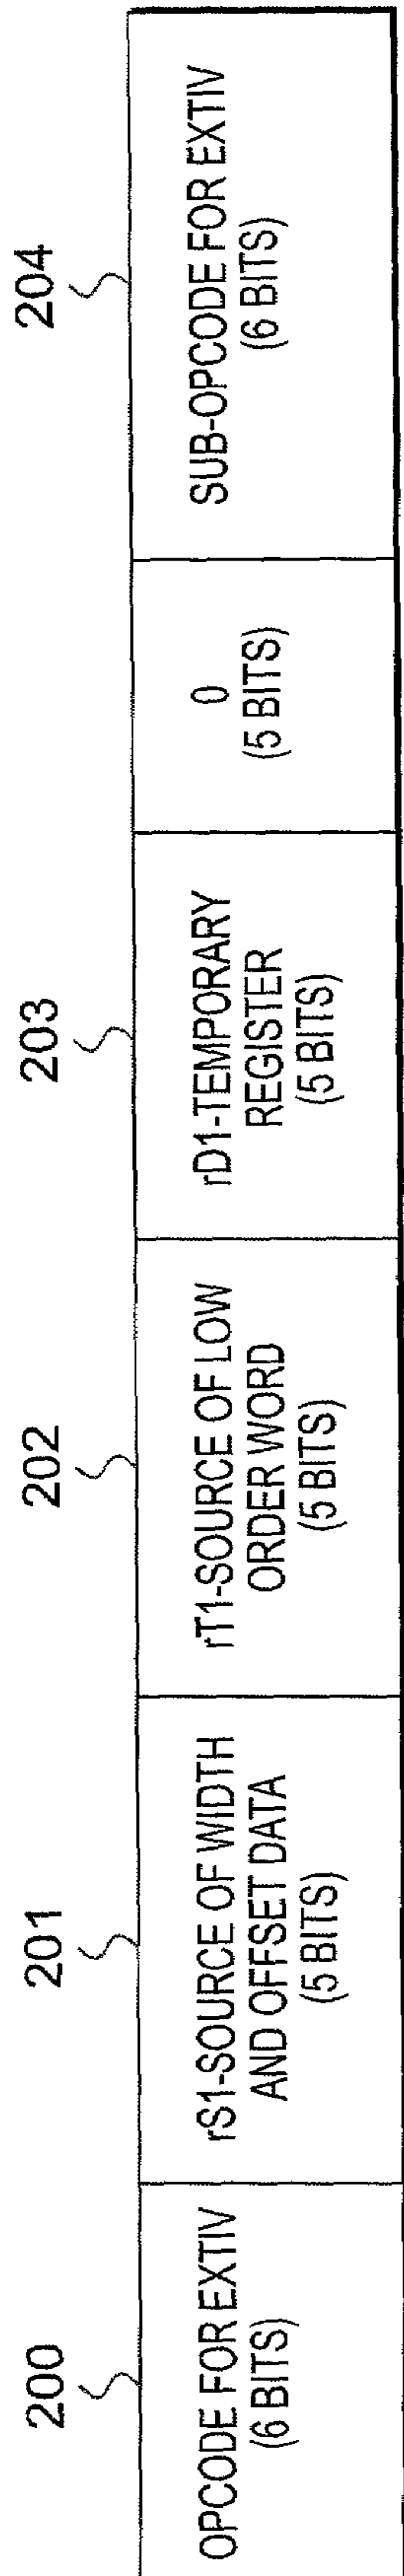 200
OPCODE FOR EXTIV
(6 BITS)
201
rS1-SOURCE OF WIDTH
AND OFFSET DATA
(5 BITS)
202
rT1-SOURCE OF LOW
ORDER WORD
(5 BITS)
203
rD1-TEMPORARY
REGISTER
(5 BITS)
0
(5 BITS)
204
SUB-OPCODE FOR EXTIV
(6 BITS)